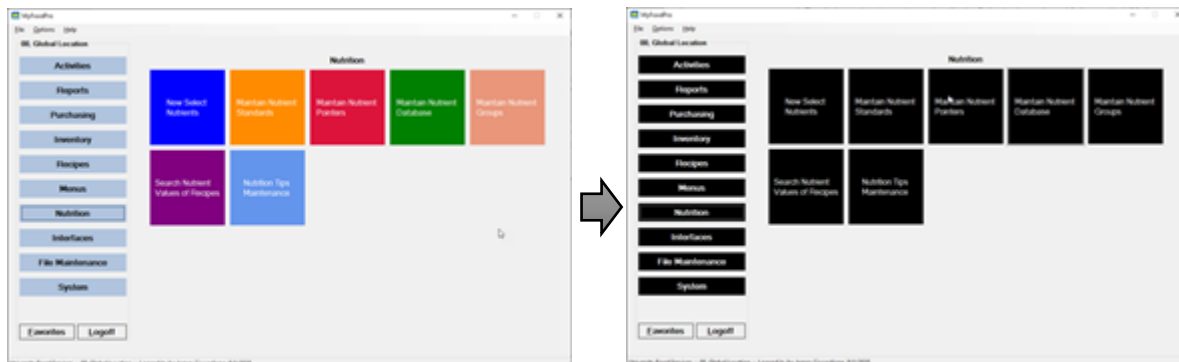 MyFoodPro
File Options Help
00, Global Location
Activities
Reports
Purchasing
Inventory
Recipes
Menus
Nutrition
Interfaces
File Maintenance
System
Favorites Logoff
Nutrition
New Select
Nutrients
Maintain Nutrient
Standards
Maintain Nutrient
Pointers
Maintain Nutrient
Database
Maintain Nutrient
Groups
Search Nutrient
Values of Recipes
Nutrition Tips
Maintenance
MyFoodPro
File Options Help
00, Global Location
Activities
Reports
Purchasing
Inventory
Recipes
Menus
Nutrition
Interfaces
File Maintenance
System
Favorites Logoff
Nutrition
New Select
Nutrients
Maintain Nutrient
Standards
Maintain Nutrient
Pointers
Maintain Nutrient
Database
Maintain Nutrient
Groups
Search Nutrient
Values of Recipes
Nutrition Tips
Maintenance